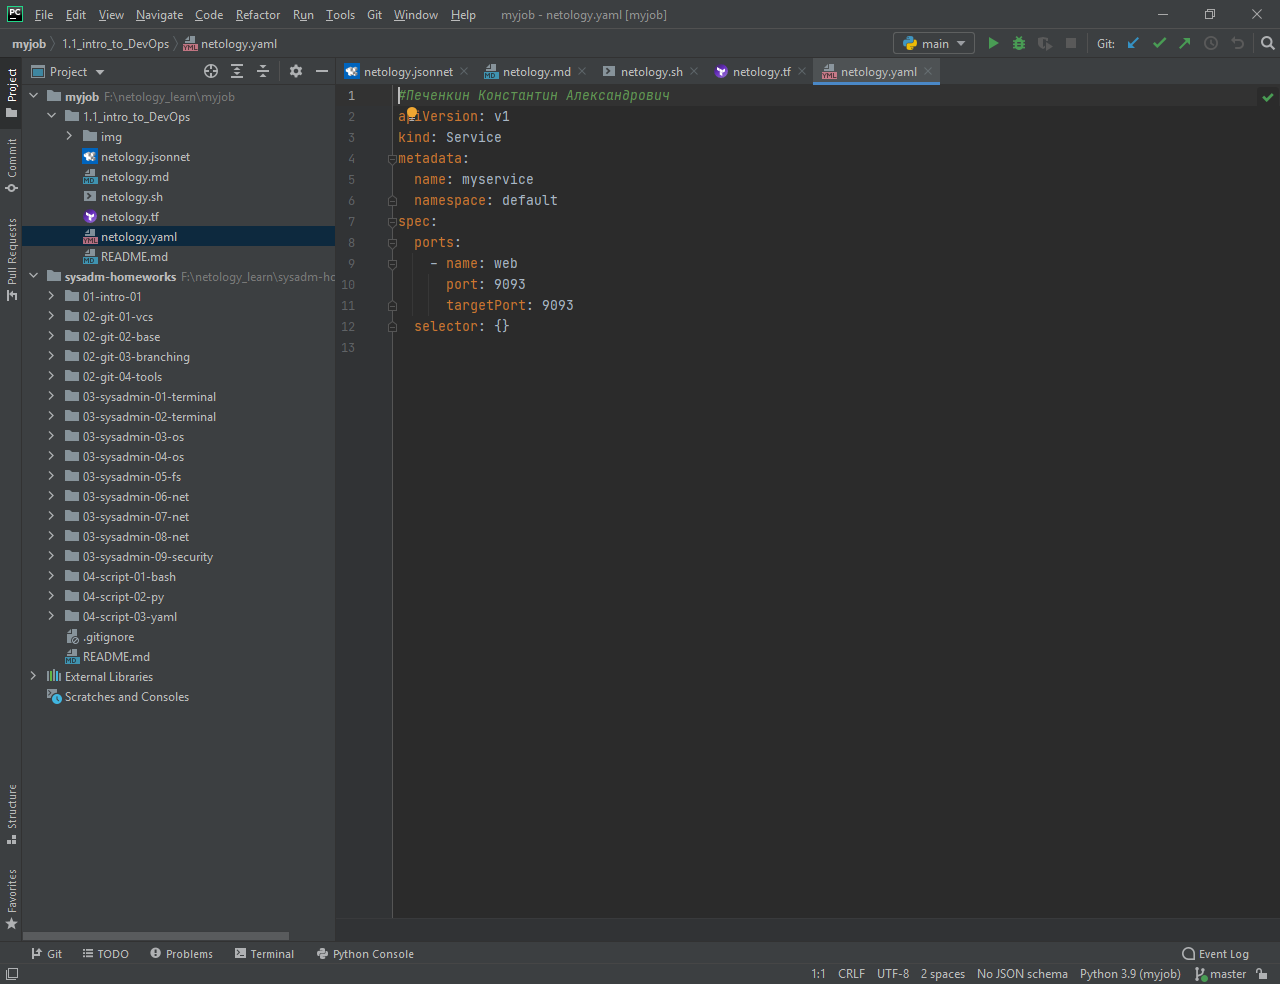 PC File Edit View Navigate Code Refactor Run Tools Git Window Help myjob - netology.yaml [myjob]
myjob 1.1_intro_to_DevOps netology.yaml main Git:
Project
netology.jsonnet netology.md netology.sh netology.tf netology.yaml
Project
Commit
Pull Requests
Structure
Favorites
myjob F:\netology_learn\myjob
1.1_intro_to_DevOps
img
netology.jsonnet
netology.md
netology.sh
netology.tf
netology.yaml
README.md
sysadm-homeworks F:\netology_learn\sysadm-ho
01-intro-01
02-git-01-vcs
02-git-02-base
02-git-03-branching
02-git-04-tools
03-sysadmin-01-terminal
03-sysadmin-02-terminal
03-sysadmin-03-os
03-sysadmin-04-os
03-sysadmin-05-fs
03-sysadmin-06-net
03-sysadmin-07-net
03-sysadmin-08-net
03-sysadmin-09-security
04-script-01-bash
04-script-02-py
04-script-03-yaml
.gitignore
README.md
External Libraries
Scratches and Consoles
1 #Печенкин Константин Александрович
2 apiVersion: v1
3 kind: Service
4 metadata:
5 name: myservice
6 namespace: default
7 spec:
8 ports:
9 - name: web
10 port: 9093
11 targetPort: 9093
12 selector: {}
13
Git TODO Problems Terminal Python Console Event Log
1:1 CRLF UTF-8 2 spaces No JSON schema Python 3.9 (myjob) master